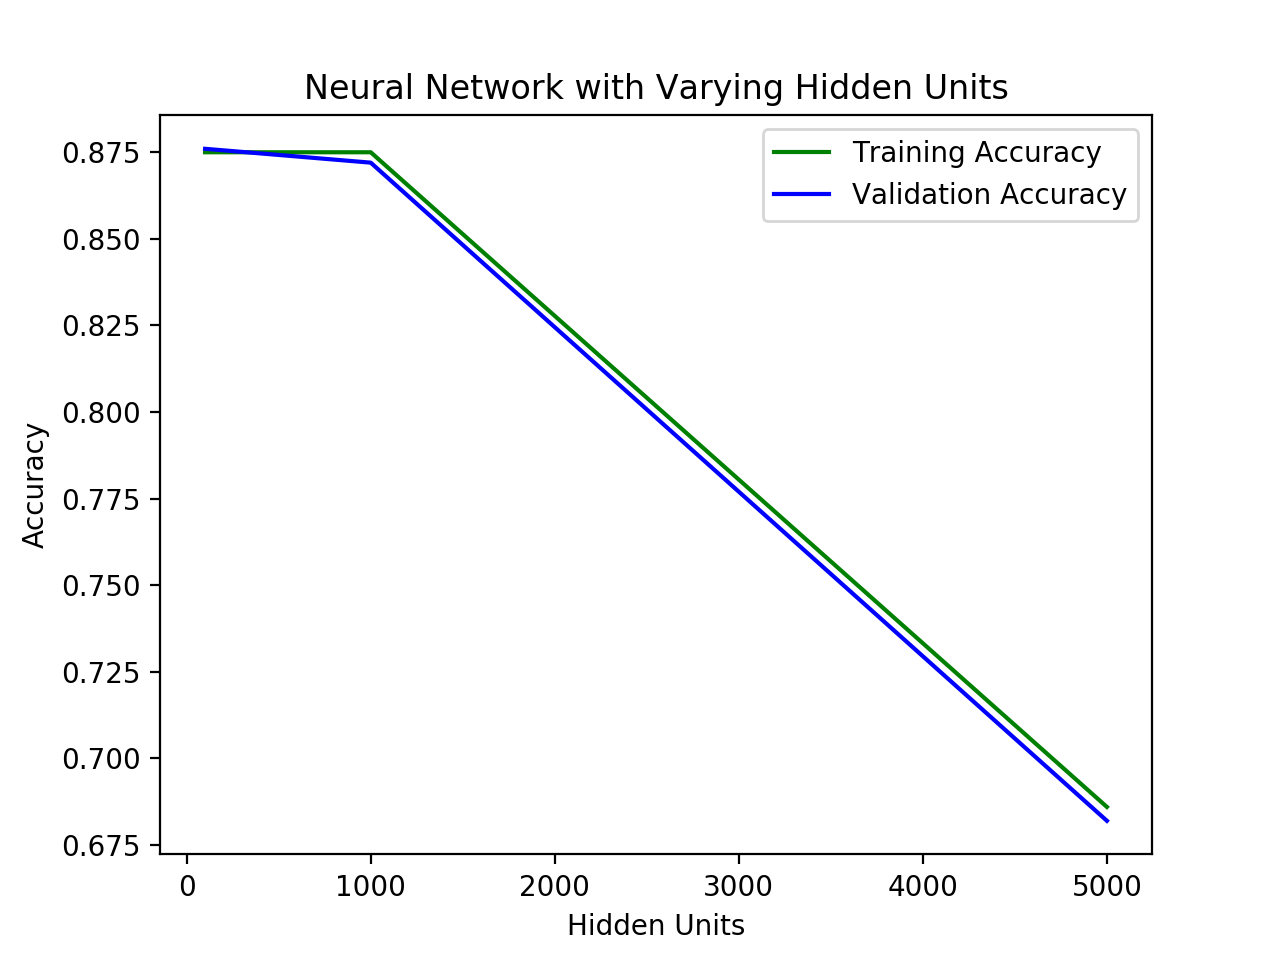 Neural Network with Varying Hidden Units
Training Accuracy
Validation Accuracy
Accuracy
0.875
0.850
0.825
0.800
0.775
0.750
0.725
0.700
0.675
0 1000 2000 3000 4000 5000
Hidden Units